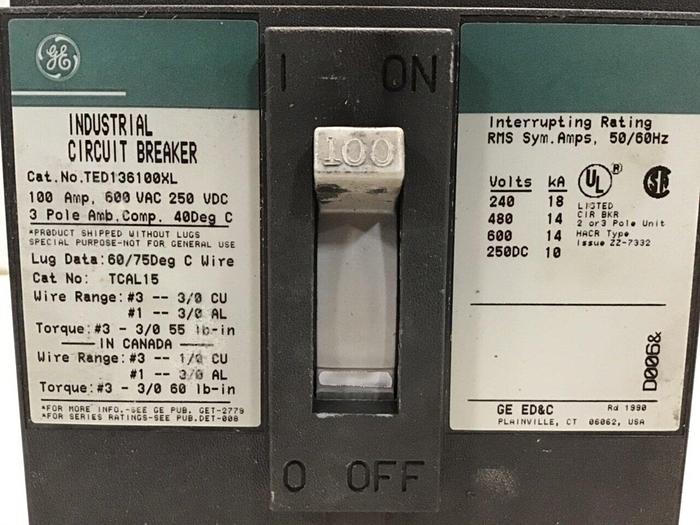 GE
INDUSTRIAL
CIRCUIT BREAKER
Cat.No.TED136100XL
100 Amp, 600 VAC 250 VDC
3 Pole Amb.Comp. 40Deg C
*PRODUCT SHIPPED WITHOUT LUGS
SPECIAL PURPOSE-NOT FOR GENERAL USE
Lug Data:60/75Deg C Wire
Cat No: TCAL15
Wire Range:#3 -- 3/0 CU
#1 -- 3/0 AL
Torque:#3 - 3/0 55 lb-in
IN CANADA
Wire Range:#3 -- 1/0 CU
#1 -- 3/0 AL
Torque:#3 - 3/0 60 lb-in
*FOR MORE INFO.-SEE GE PUB. GET-2779
*FOR SERIES RATINGS-SEE PUB.DET-008
I ON
100
O OFF
Interrupting Rating
RMS Sym.Amps, 50/60Hz
Volts kA
240 18
480 14
600 14
250DC 10
UL ®
LISTED
CIR BKR
2 or 3 Pole Unit
HACR Type
Issue ZZ-7332
SA
D006&
GE ED&C Rd 1990
PLAINVILLE, CT 06062, USA